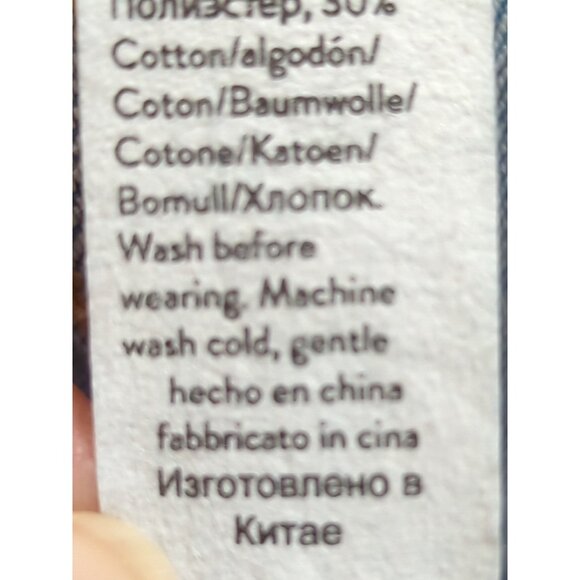 Полиэстер, 30%
Cotton/algodón/
Coton/Baumwolle/
Cotone/Katoen/
Bomull/Хлопок.
Wash before
wearing. Machine
wash cold, gentle
hecho en china
fabbricato in cina
Изготовлено в
Китае